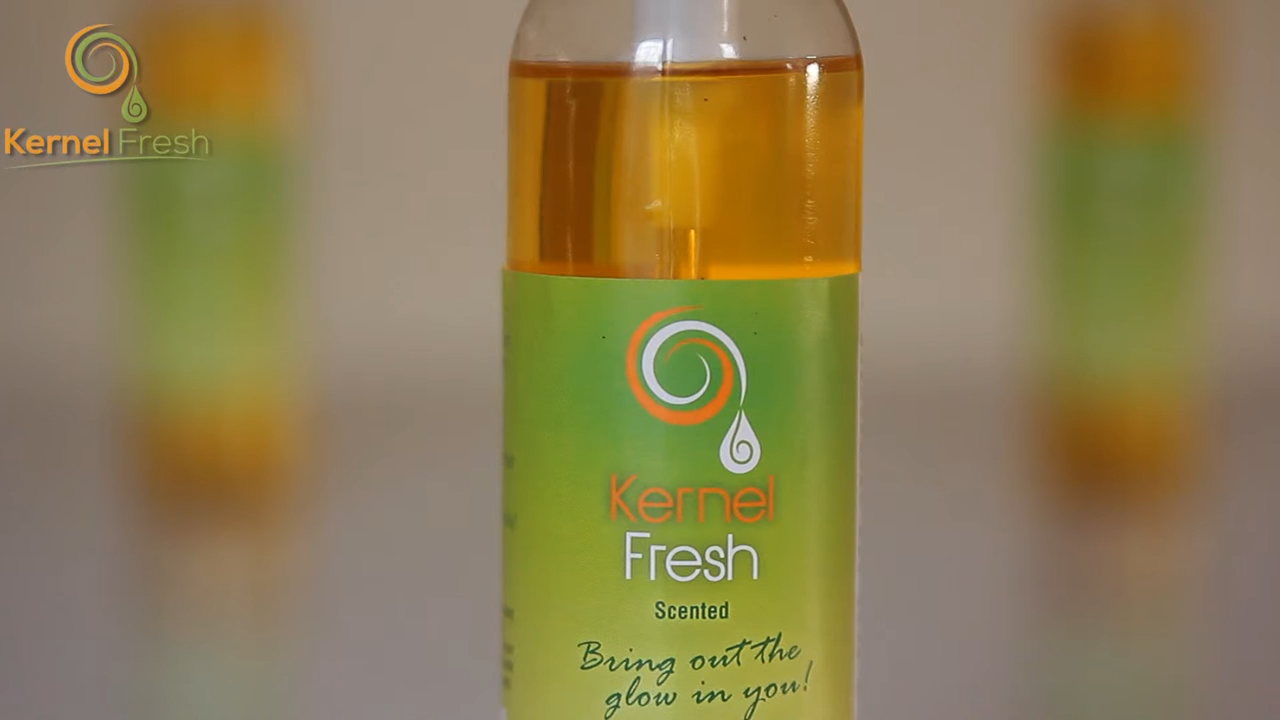 Kernel Fresh
Kernel
Fresh
Scented
Bring out the
glow in you!